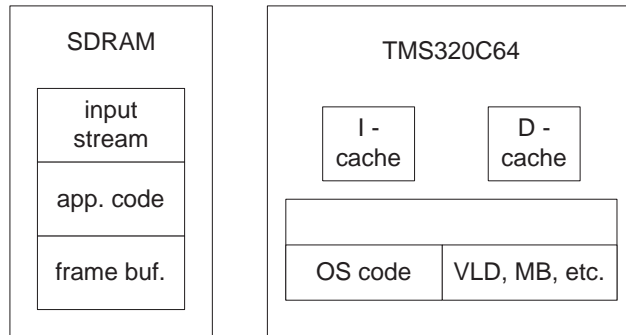 SDRAM
input
stream
app. code
frame buf.
TMS320C64
I -
cache
D -
cache
OS code
VLD, MB, etc.